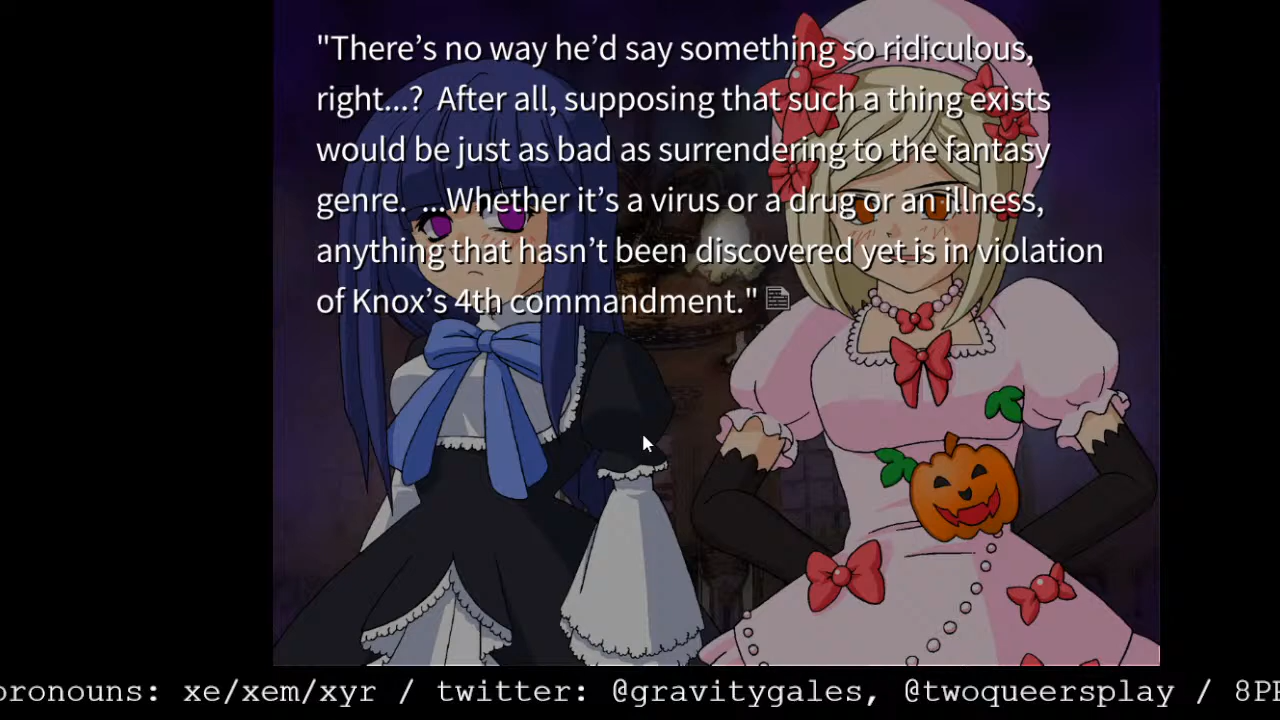 "There’s no way he’d say something so ridiculous,
right...?  After all, supposing that such a thing exists
would be just as bad as surrendering to the fantasy
genre.  ...Whether it’s a virus or a drug or an illness,
anything that hasn’t been discovered yet is in violation
of Knox’s 4th commandment."
pronouns: xe/xem/xyr / twitter: @gravitygales, @twoqueersplay / 8P